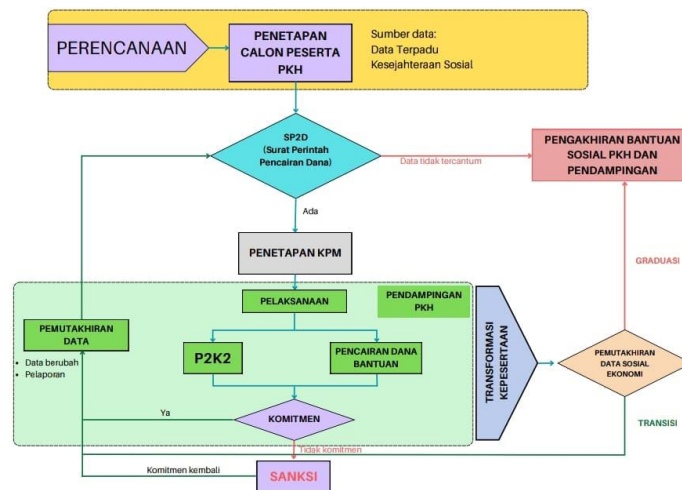 PERENCANAAN
PENETAPAN
CALON PESERTA
PKH
Sumber data:
Data Terpadu
Kesejahteraan Sosial
SP2D
(Surat Perintah
Pencairan Dana)
Data tidak tercantum
PENGAKHIRAN BANTUAN
SOSIAL PKH DAN
PENDAMPINGAN
Ada
PENETAPAN KPM
GRADUASI
PELAKSANAAN
PENDAMPINGAN
PKH
PEMUTAKHIRAN
DATA
• Data berubah
• Pelaporan
P2K2
PENCAIRAN DANA
BANTUAN
TRANSFORMASI
KEPESERTAAN
PEMUTAKHIRAN
DATA SOSIAL
EKONOMI
Ya
KOMITMEN
TRANSISI
Tidak komitmen
Komitmen kembali
SANKSI